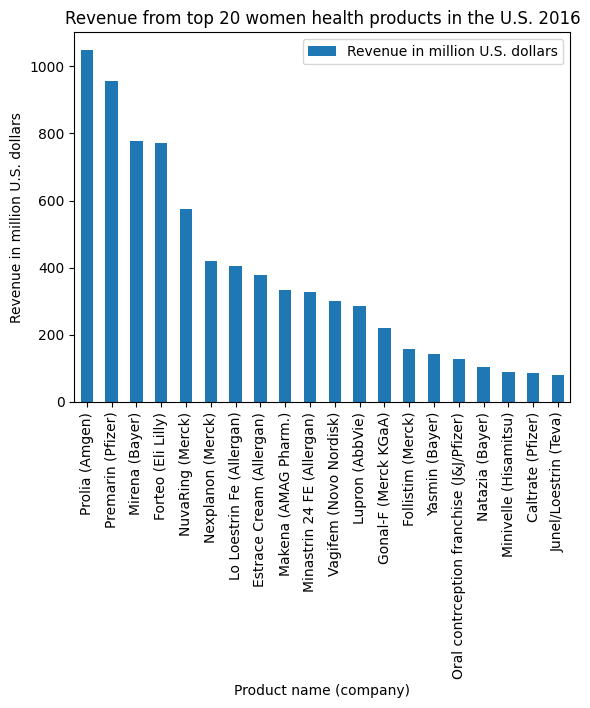 Revenue from top 20 women health products in the U.S. 2016
Revenue in million U.S. dollars
Revenue in million U.S. dollars
1000
800
600
400
200
0
Prolia (Amgen)
Premarin (Pfizer)
Mirena (Bayer)
Forteo (Eli Lilly)
NuvaRing (Merck)
Nexplanon (Merck)
Lo Loestrin Fe (Allergan)
Estrace Cream (Allergan)
Makena (AMAG Pharm.)
Minastrin 24 FE (Allergan)
Vagifem (Novo Nordisk)
Lupron (AbbVie)
Gonal-F (Merck KGaA)
Follistim (Merck)
Yasmin (Bayer)
Oral contrception franchise (J&J/Pfizer)
Natazia (Bayer)
Minivelle (Hisamitsu)
Caltrate (Pfizer)
Junel/Loestrin (Teva)
Product name (company)